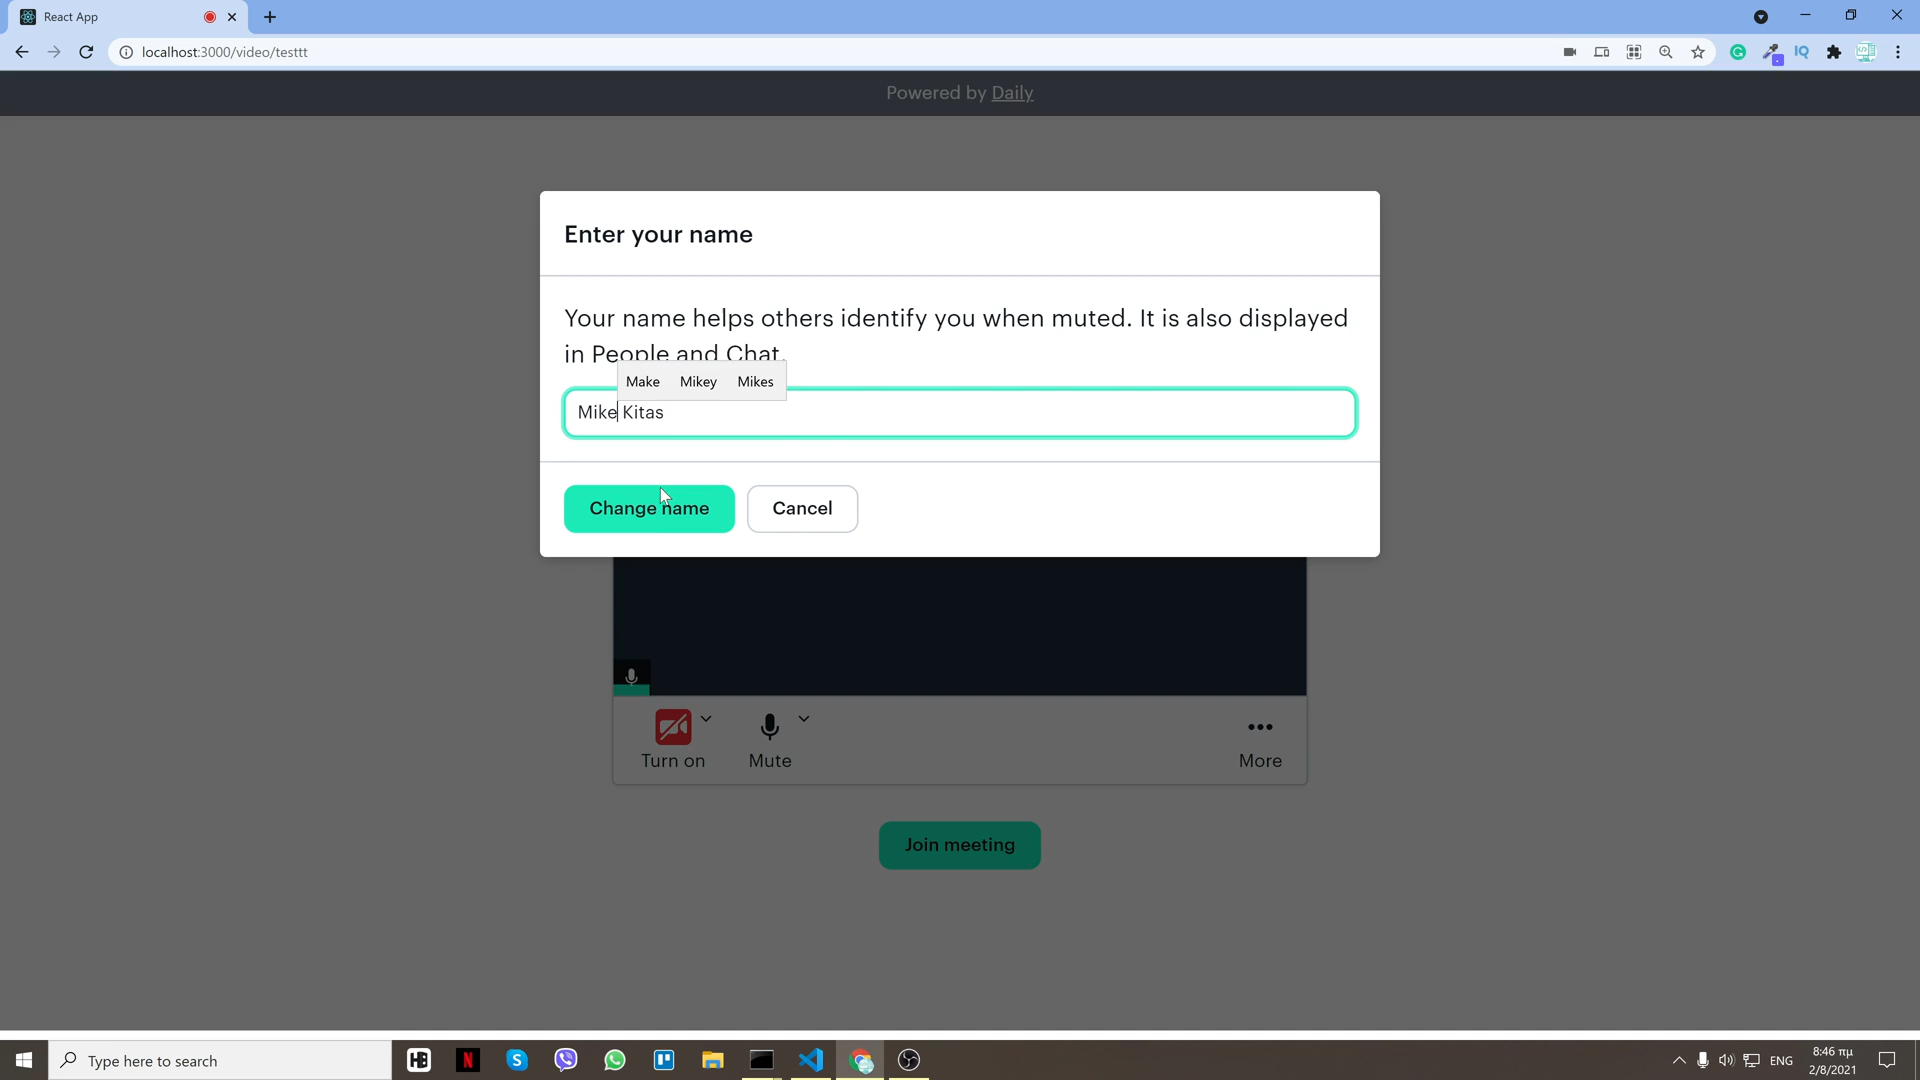 React App
localhost:3000/video/testtt
IQ
Powered by Daily
Enter your name
Your name helps others identify you when muted. It is also displayed
in People and Chat.
Make Mikey Mikes
Mike Kitas
Change name Cancel
Turn on Mute More
Join meeting
Type here to search
HB N S
ENG 8:46 πμ
2/8/2021